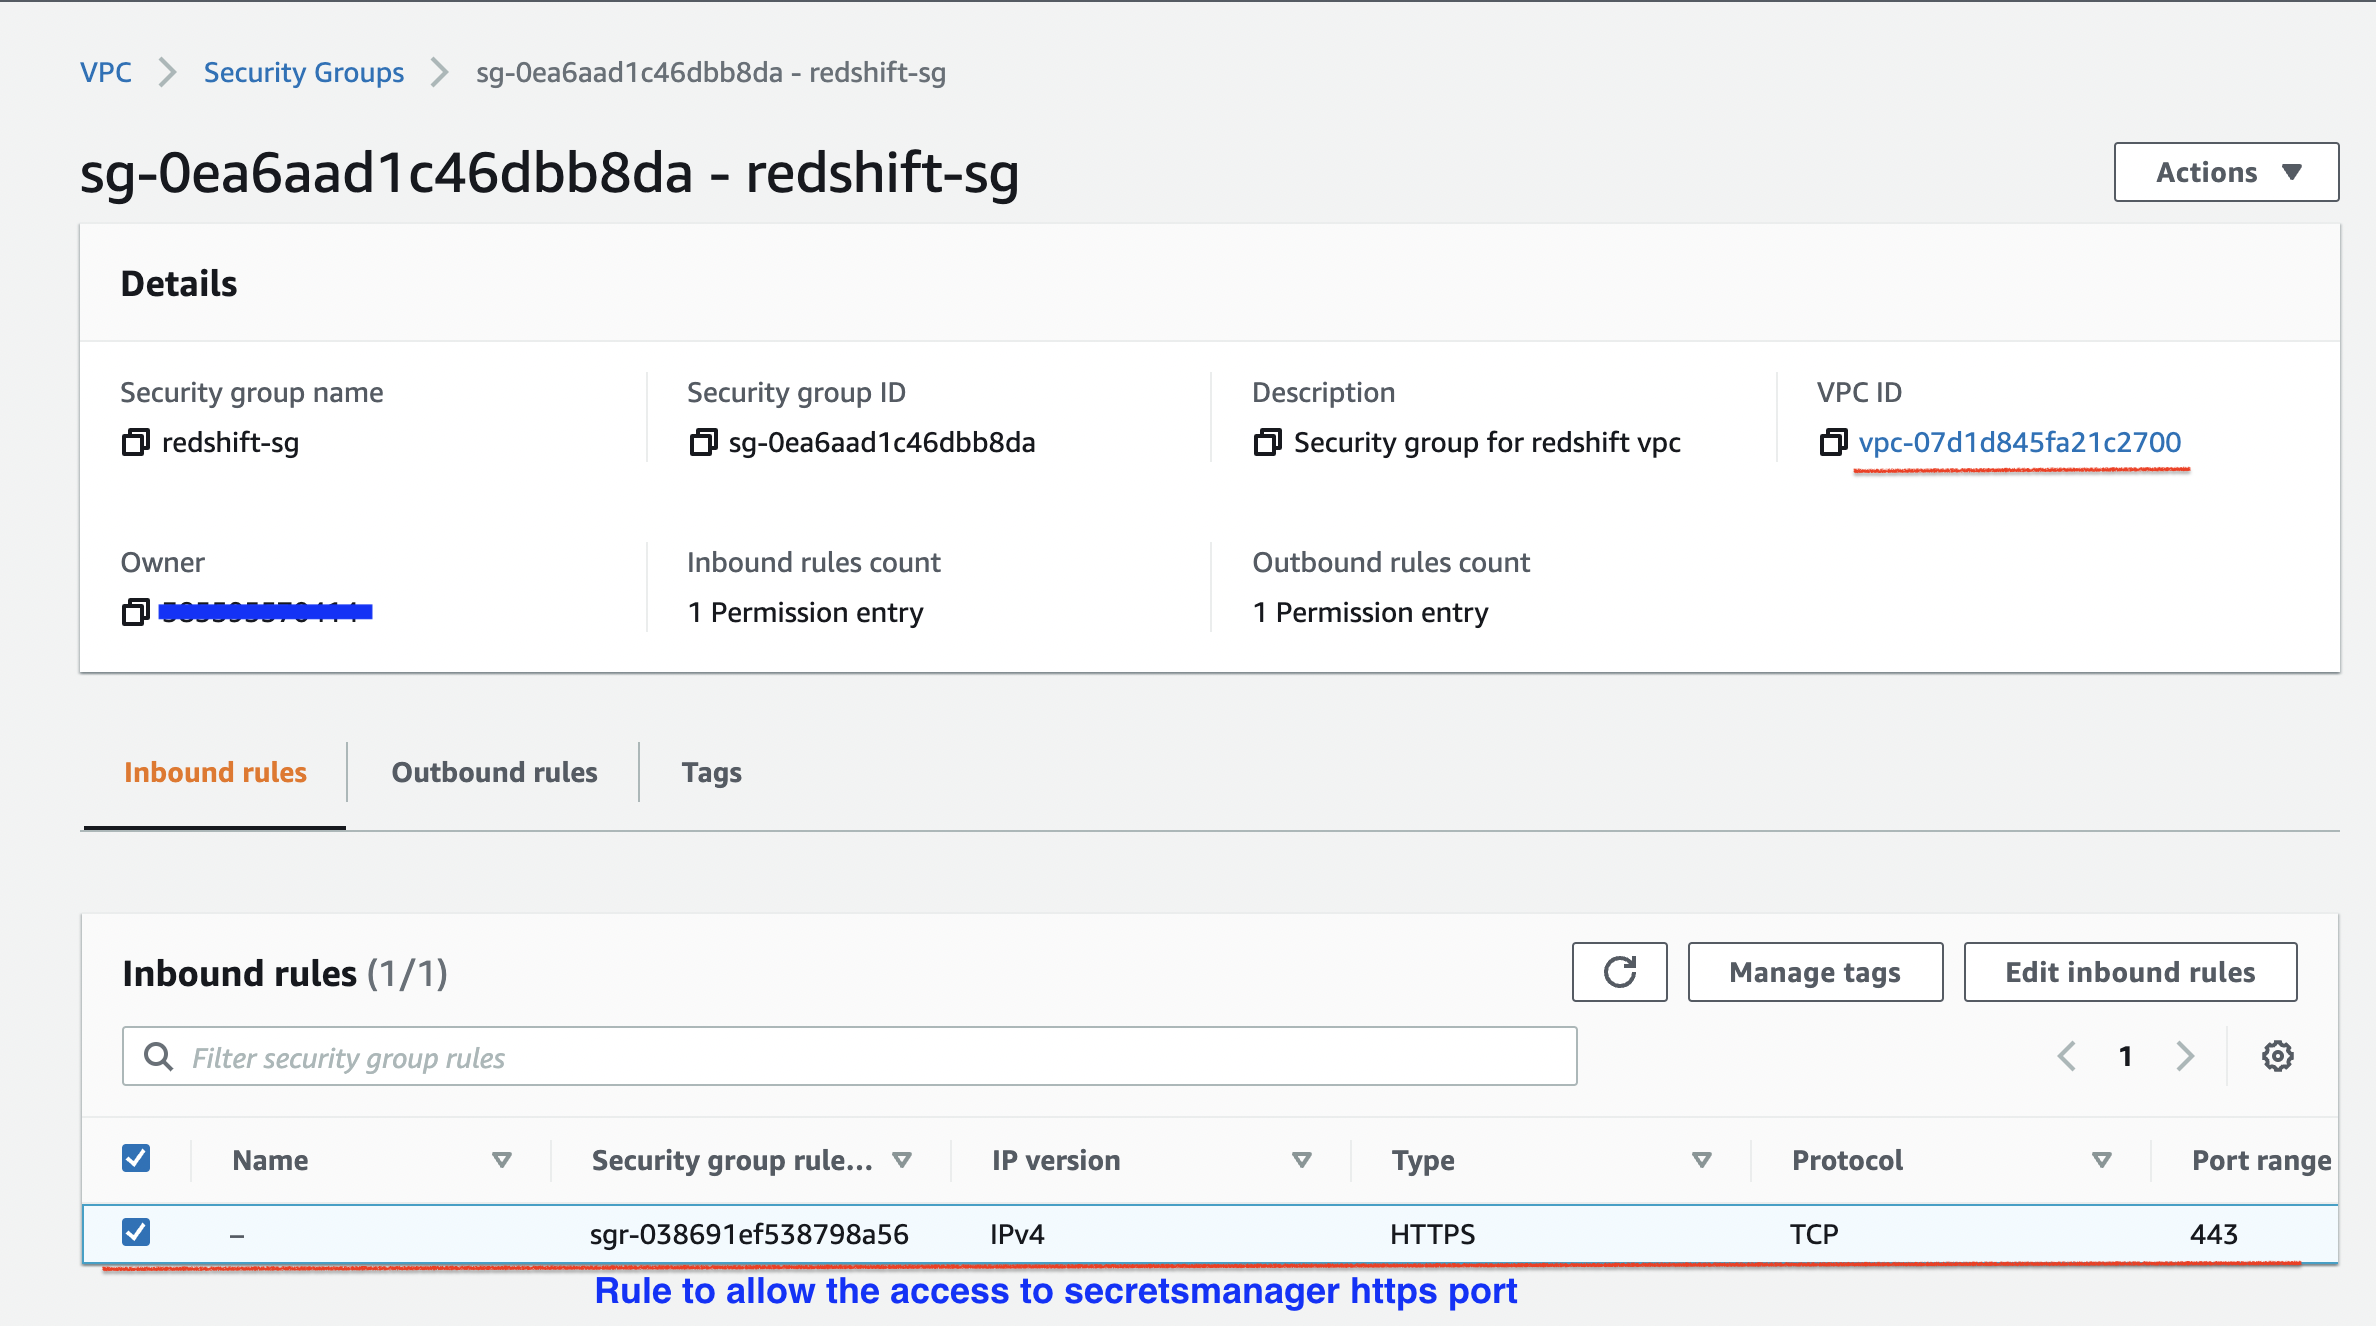 VPC > Security Groups > sg-0ea6aad1c46dbb8da - redshift-sg
sg-0ea6aad1c46dbb8da - redshift-sg
Actions ▼
Details
Security group name
Security group ID
Description
VPC ID
redshift-sg
sg-0ea6aad1c46dbb8da
Security group for redshift vpc
vpc-07d1d845fa21c2700
Owner
Inbound rules count
Outbound rules count
1 Permission entry
1 Permission entry
Inbound rules
Outbound rules
Tags
Inbound rules (1/1)
Manage tags
Edit inbound rules
Filter security group rules
1
Name
Security group rule...
IP version
Type
Protocol
Port range
–
sgr-038691ef538798a56
IPv4
HTTPS
TCP
443
Rule to allow the access to secretsmanager https port